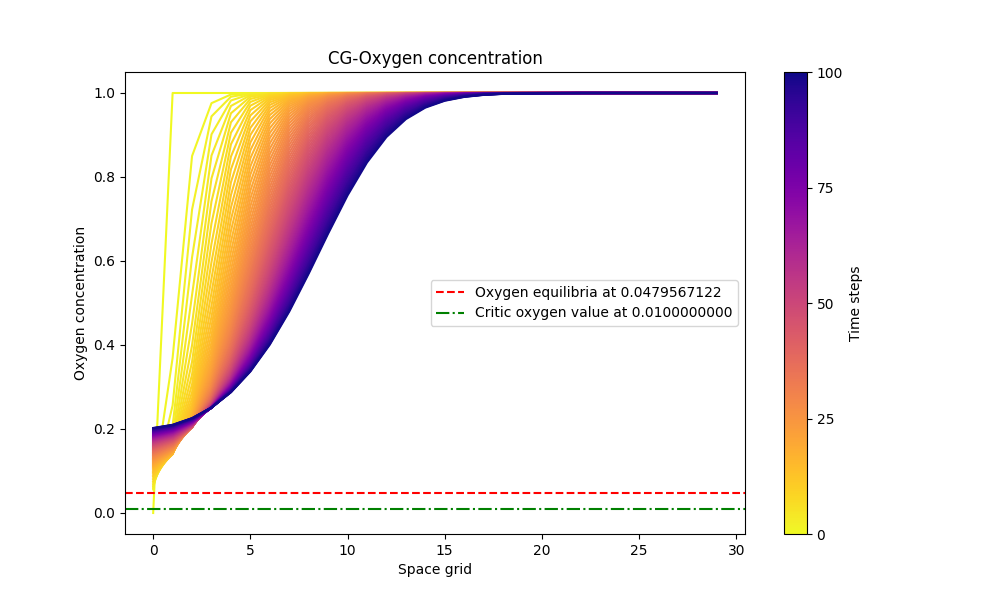 CG-Oxygen concentration
Oxygen concentration
1.0
0.8
0.6
0.4
0.2
0.0
Oxygen equilibria at 0.0479567122
Critic oxygen value at 0.0100000000
0 5 10 15 20 25 30
Space grid
100
75
50
25
0
Time steps